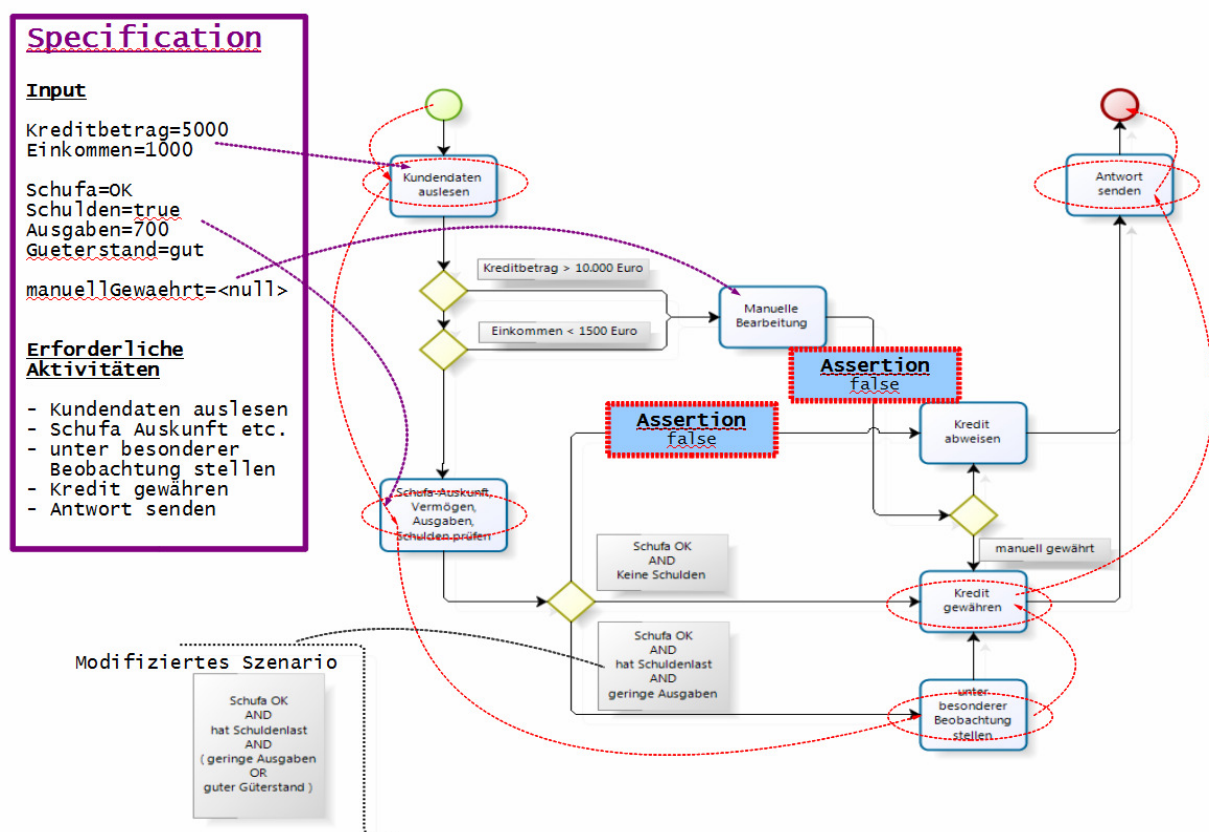 Specification
Input
Kreditbetrag=5000
Einkommen=1000
Schufa=OK
Schulden=true
Ausgaben=700
Gueterstand=gut
manuellGewaehrt=<null>
Erforderliche
Aktivitäten
- Kundendaten auslesen
- Schufa Auskunft etc.
- unter besonderer
Beobachtung stellen
- Kredit gewähren
- Antwort senden
Kundendaten
auslesen
Antwort
senden
Kreditbetrag > 10.000 Euro
Einkommen < 1500 Euro
Manuelle
Bearbeitung
Assertion
false
Assertion
false
Kredit
abweisen
Schufa-Auskunft,
Vermögen,
Ausgaben,
Schulden prüfen
Schufa OK
AND
Keine Schulden
manuell gewährt
Kredit
gewähren
Schufa OK
AND
hat Schuldenlast
AND
geringe Ausgaben
unter
besonderer
Beobachtung
stellen
Modifiziertes Szenario
Schufa OK
AND
hat Schuldenlast
AND
( geringe Ausgaben
OR
guter Güterstand )